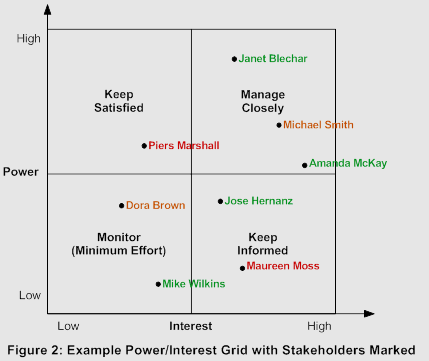 High
Janet Blechar
Keep
Satisfied
Manage
Closely
Michael Smith
Piers Marshall
Amanda McKay
Power
Dora Brown
Jose Hernanz
Monitor
(Minimum Effort)
Keep
Informed
Maureen Moss
Mike Wilkins
Low
Low
Interest
High
Figure 2: Example Power/Interest Grid with Stakeholders Marked